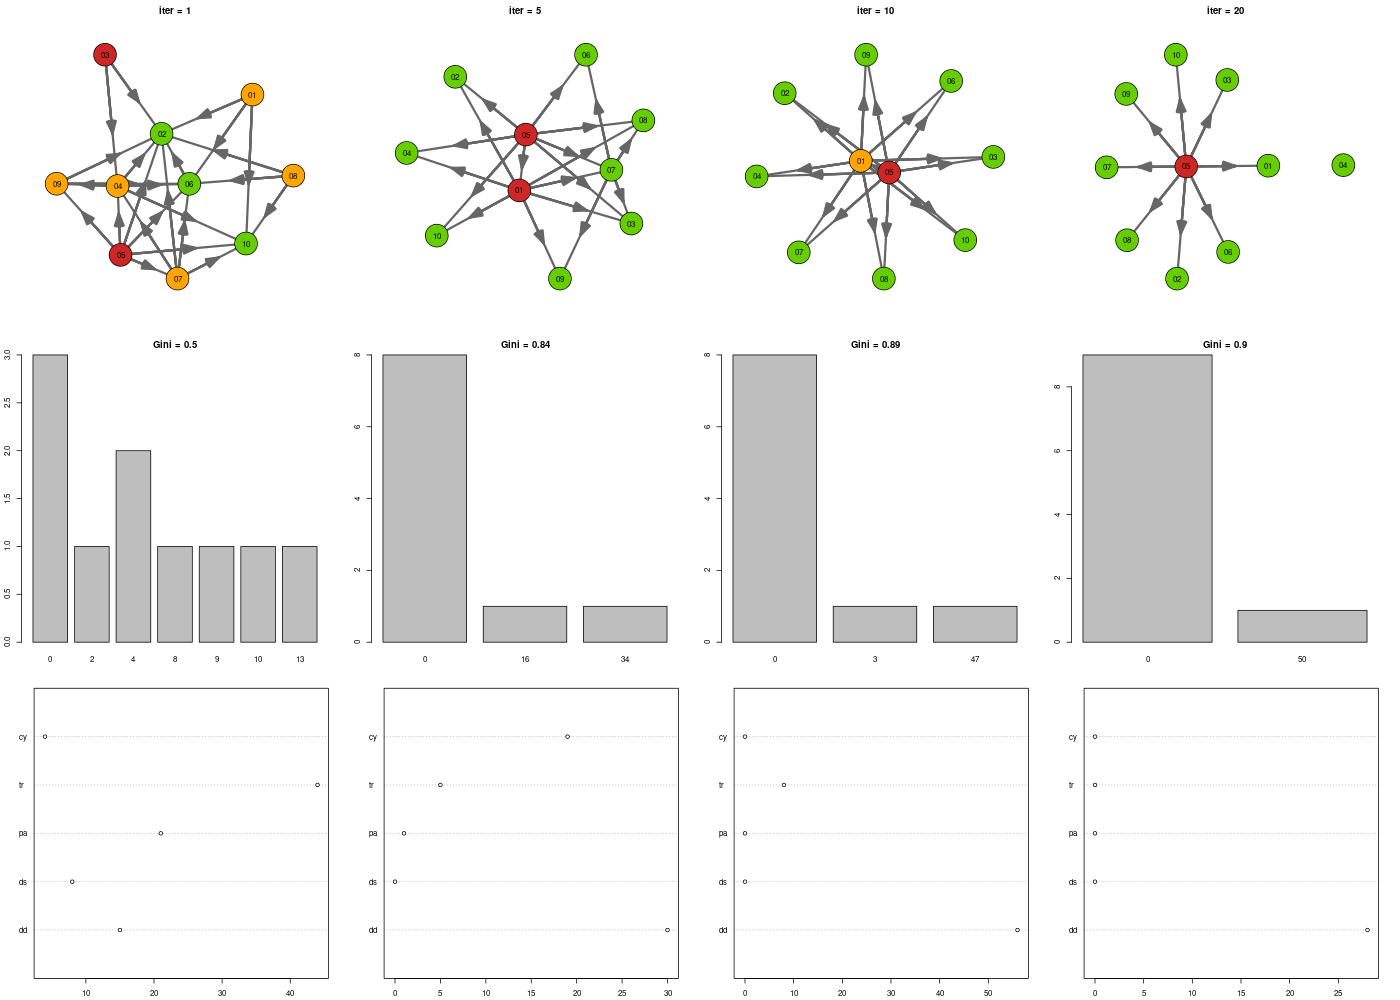 iter = 1
iter = 5
iter = 10
iter = 20
03
01
02
09
04
06
08
05
10
07
06
02
08
05
04
07
01
03
10
09
09
06
02
01
03
04
05
10
07
08
10
03
09
07
05
01
04
08
06
02
Gini = 0.5
0.0
0.5
1.0
1.5
2.0
2.5
3.0
0 2 4 8 9 10 13
Gini = 0.84
0
2
4
6
8
0 16 34
Gini = 0.89
0
2
4
6
8
0 3 47
Gini = 0.9
0
2
4
6
8
0 50
cy
tr
pa
ds
dd
10 20 30 40
cy
tr
pa
ds
dd
0 5 10 15 20 25 30
cy
tr
pa
ds
dd
0 10 20 30 40 50
cy
tr
pa
ds
dd
0 5 10 15 20 25